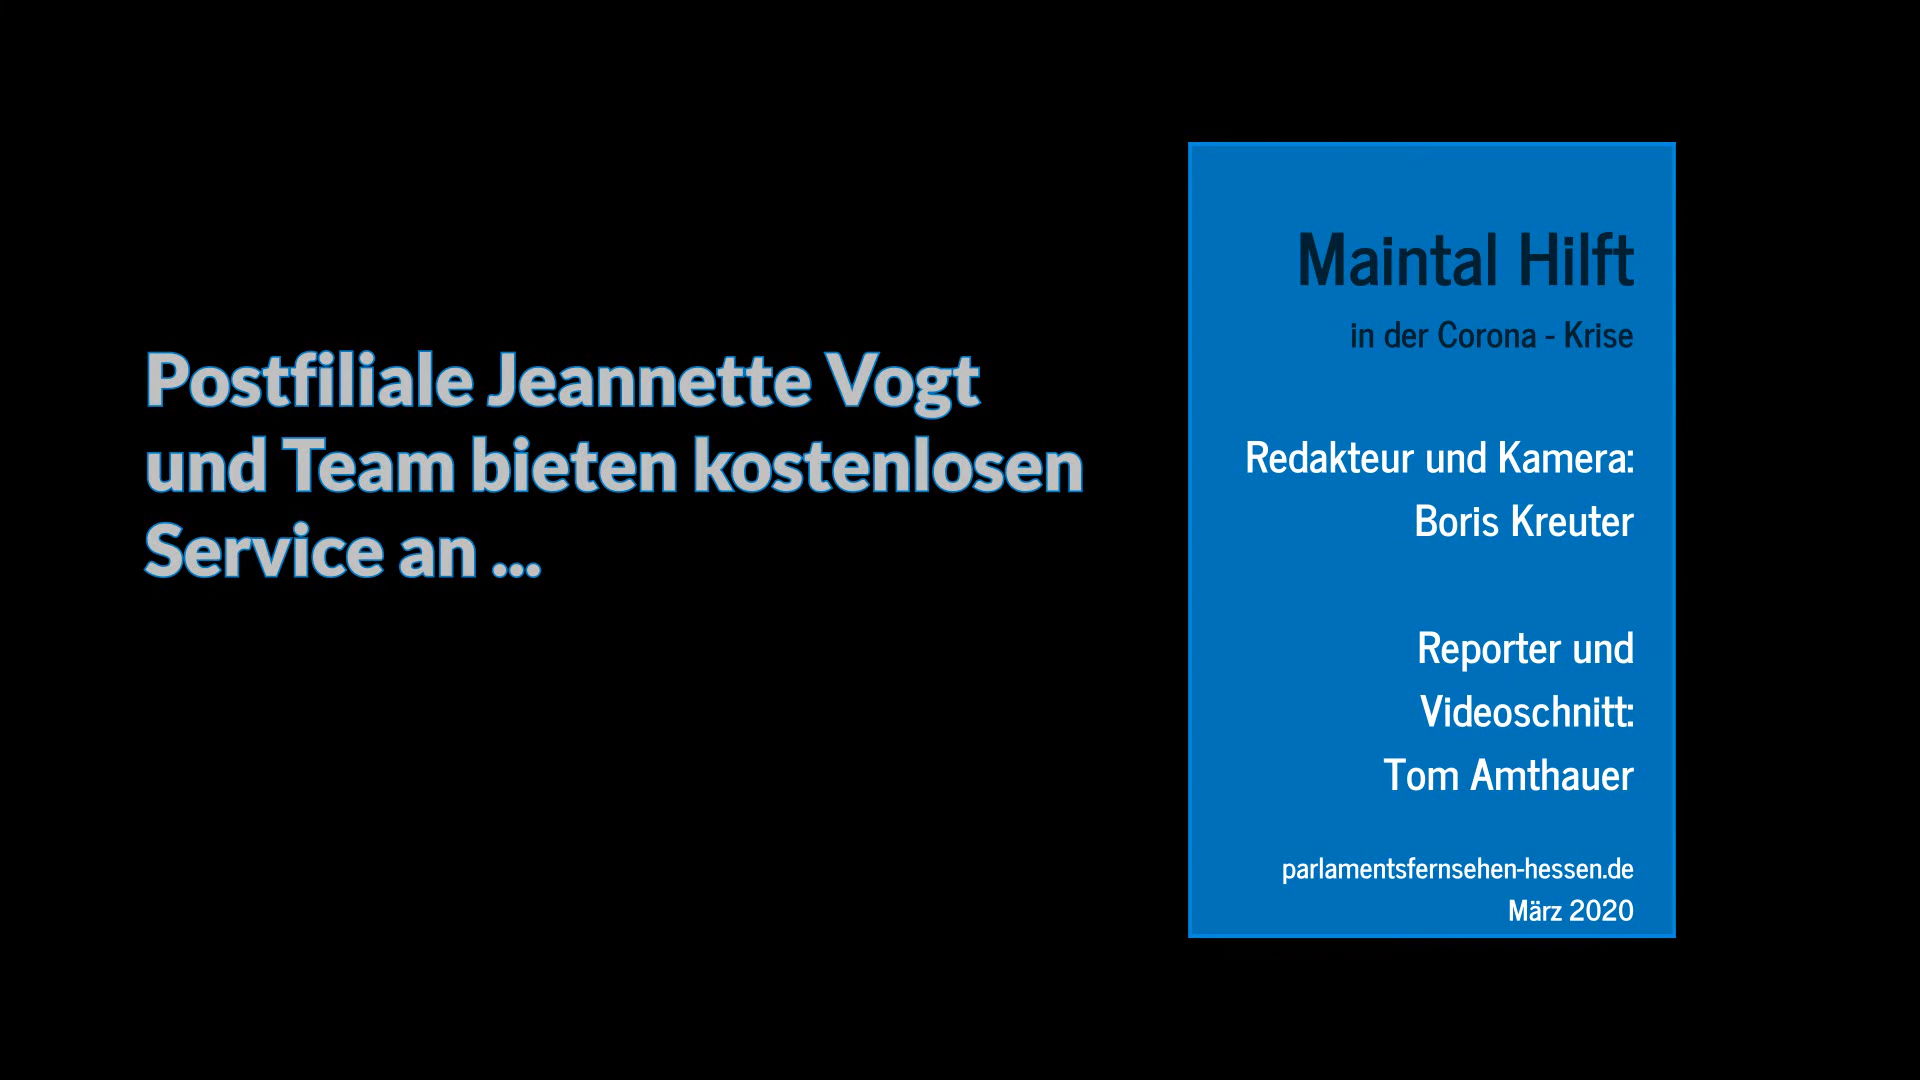 Postfiliale Jeannette Vogt
und Team bieten kostenlosen
Service an ...
Maintal Hilft
in der Corona - Krise
Redakteur und Kamera:
Boris Kreuter
Reporter und
Videoschnitt:
Tom Amthauer
parlamentsfernsehen-hessen.de
März 2020